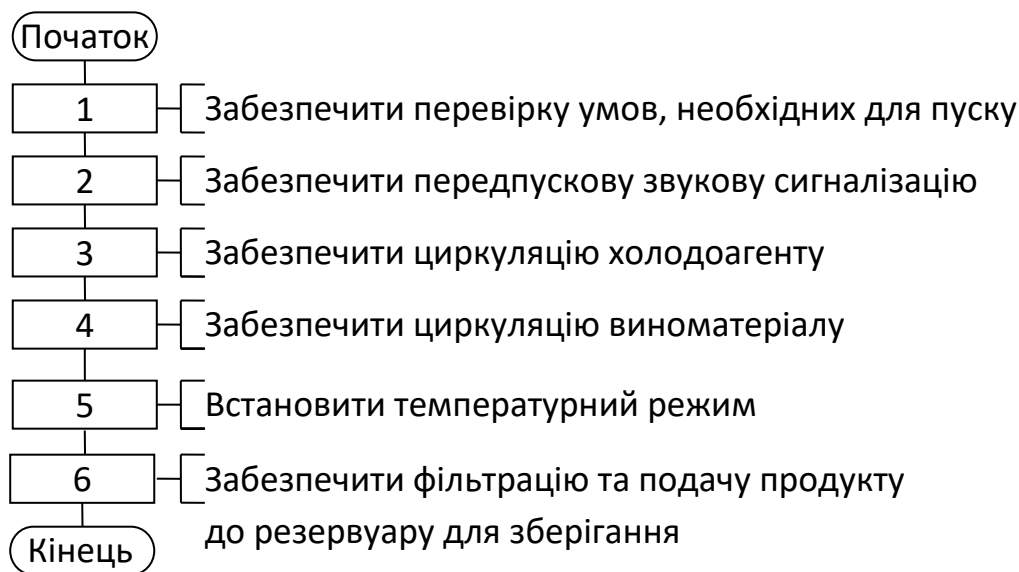 Початок
1 Забезпечити перевірку умов, необхідних для пуску
2 Забезпечити передпускову звукову сигналізацію
3 Забезпечити циркуляцію холодоагенту
4 Забезпечити циркуляцію виноматеріалу
5 Встановити температурний режим
6 Забезпечити фільтрацію та подачу продукту
до резервуару для зберігання
Кінець